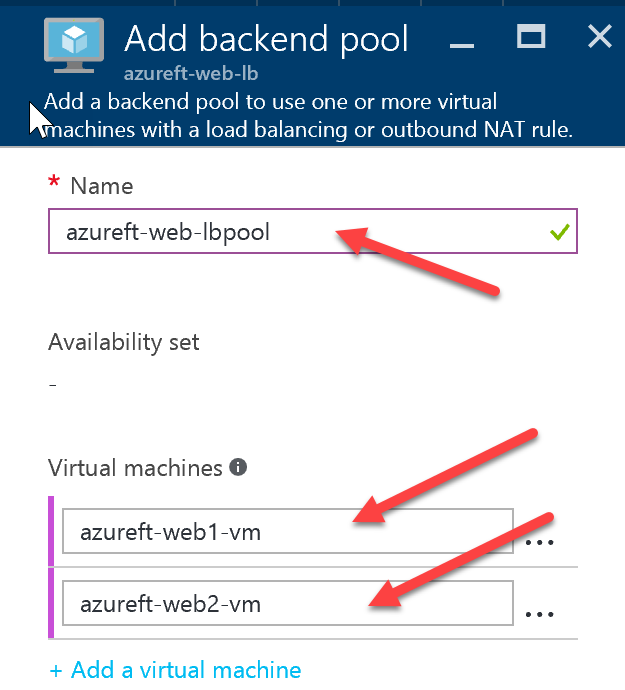 Add backend pool
azureft-web-lb
Add a backend pool to use one or more virtual
machines with a load balancing or outbound NAT rule.
* Name
azureft-web-lbpool
Availability set
-
Virtual machines
azureft-web1-vm
...
azureft-web2-vm
...
+ Add a virtual machine